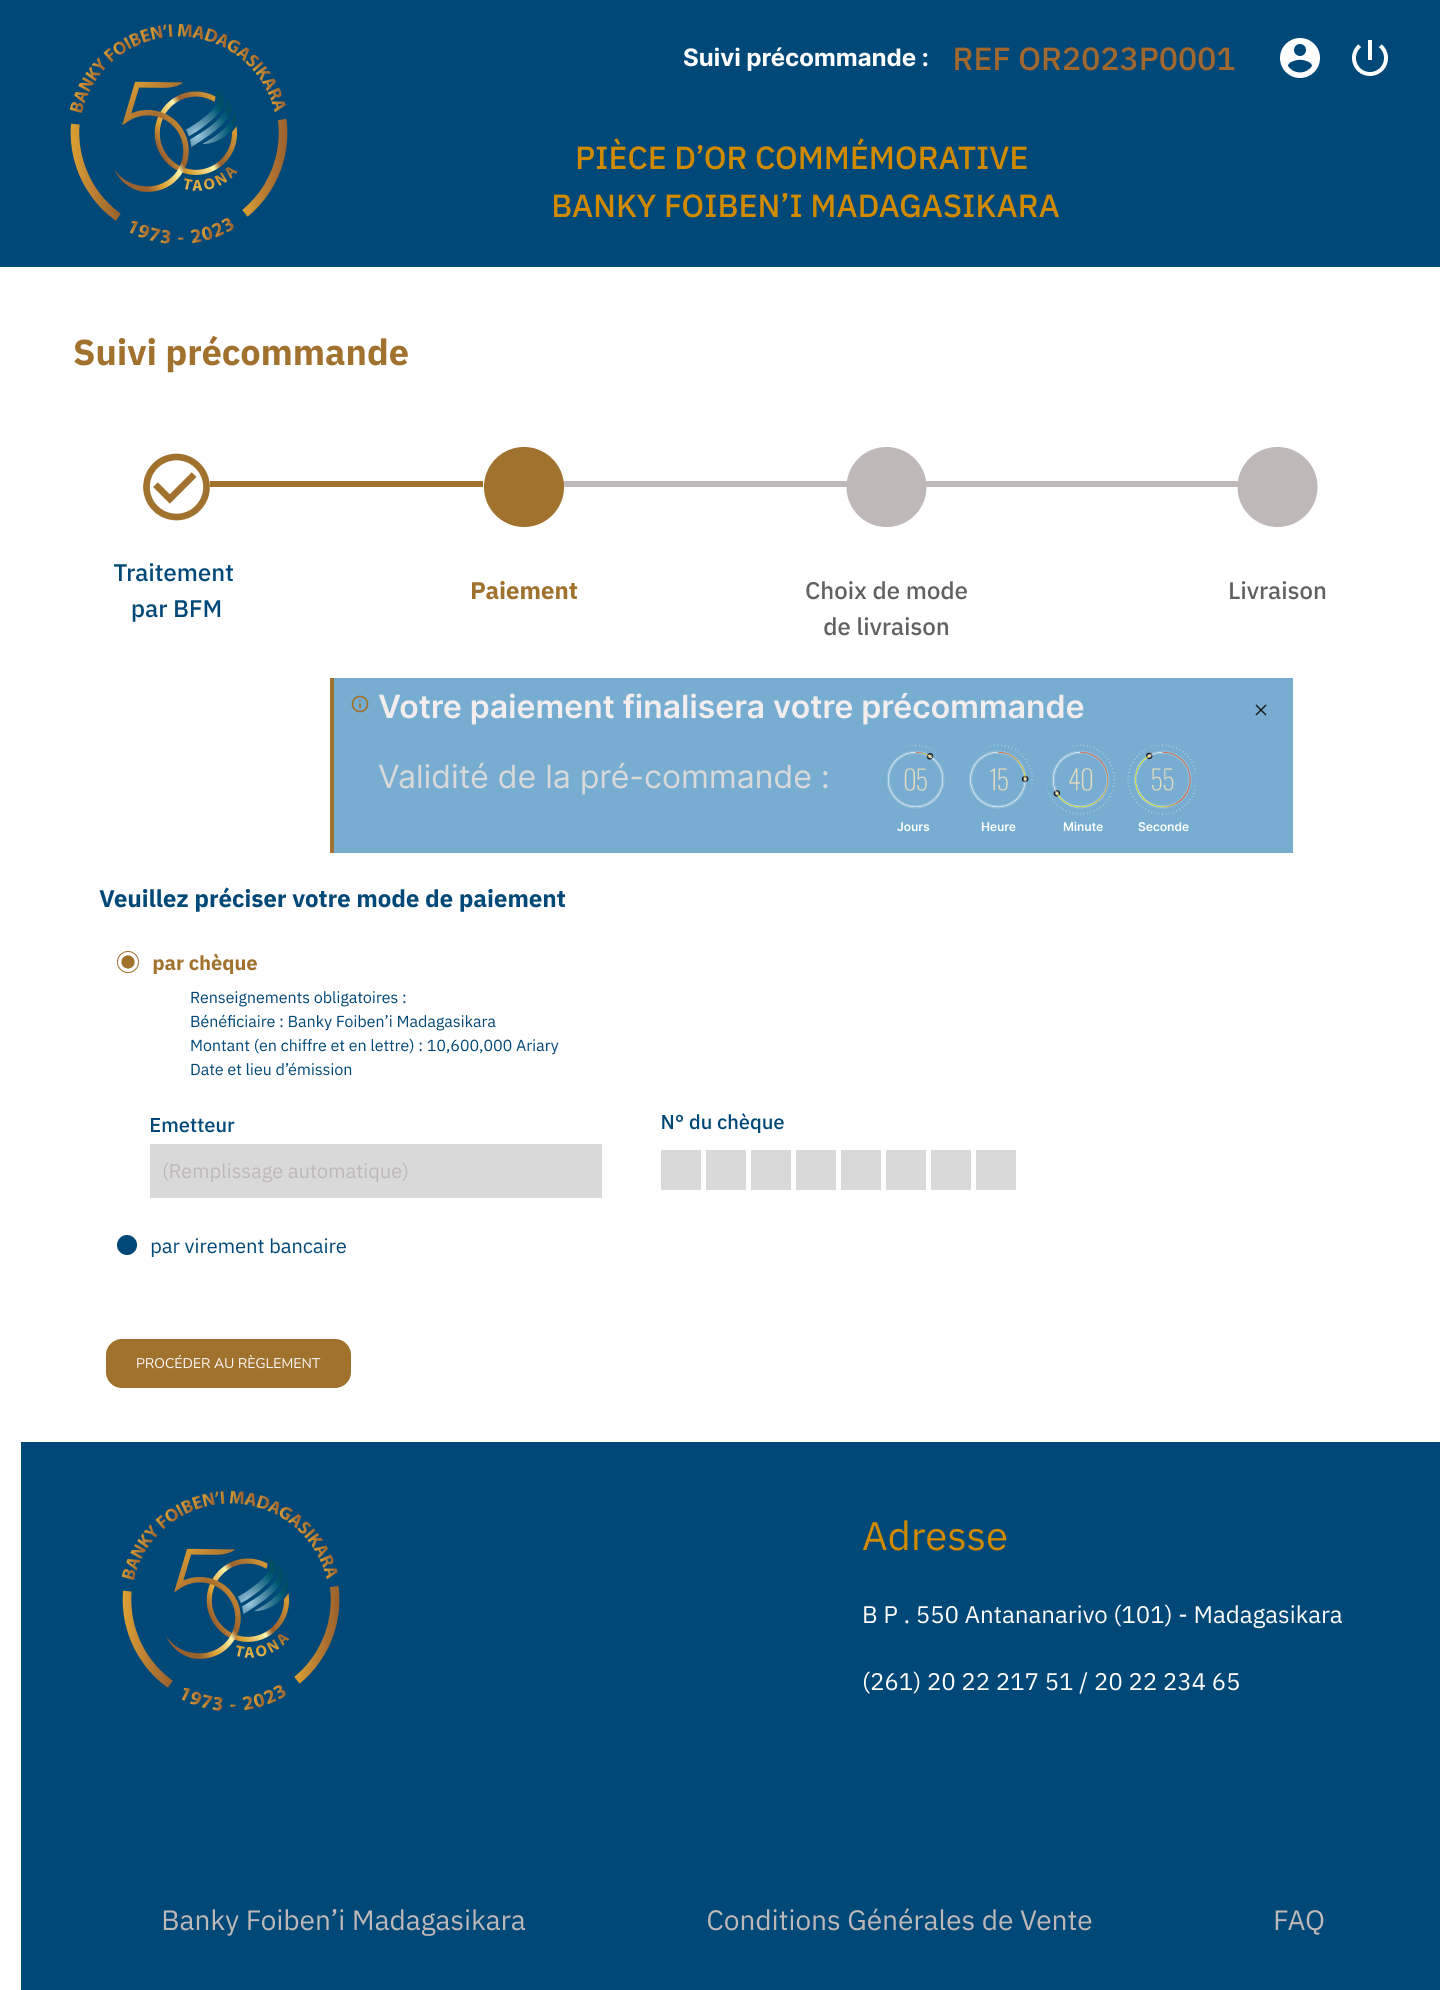 BANKY FOIBEN’I MADAGASIKARA
50
TAONA
1973 - 2023
Suivi précommande : REF OR2023P0001
PIÈCE D’OR COMMÉMORATIVE
BANKY FOIBEN’I MADAGASIKARA
Suivi précommande
Traitement
par BFM
Paiement
Choix de mode
de livraison
Livraison
Votre paiement finalisera votre précommande
Validité de la pré-commande :
05 15 40 55
Jours Heure Minute Seconde
Veuillez préciser votre mode de paiement
par chèque
Renseignements obligatoires :
Bénéficiaire : Banky Foiben’i Madagasikara
Montant (en chiffre et en lettre) : 10,600,000 Ariary
Date et lieu d’émission
Emetteur
(Remplissage automatique)
N° du chèque
par virement bancaire
PROCÉDER AU RÈGLEMENT
BANKY FOIBEN’I MADAGASIKARA
50
TAONA
1973 - 2023
Adresse
B P . 550 Antananarivo (101) - Madagasikara
(261) 20 22 217 51 / 20 22 234 65
Banky Foiben’i Madagasikara
Conditions Générales de Vente
FAQ